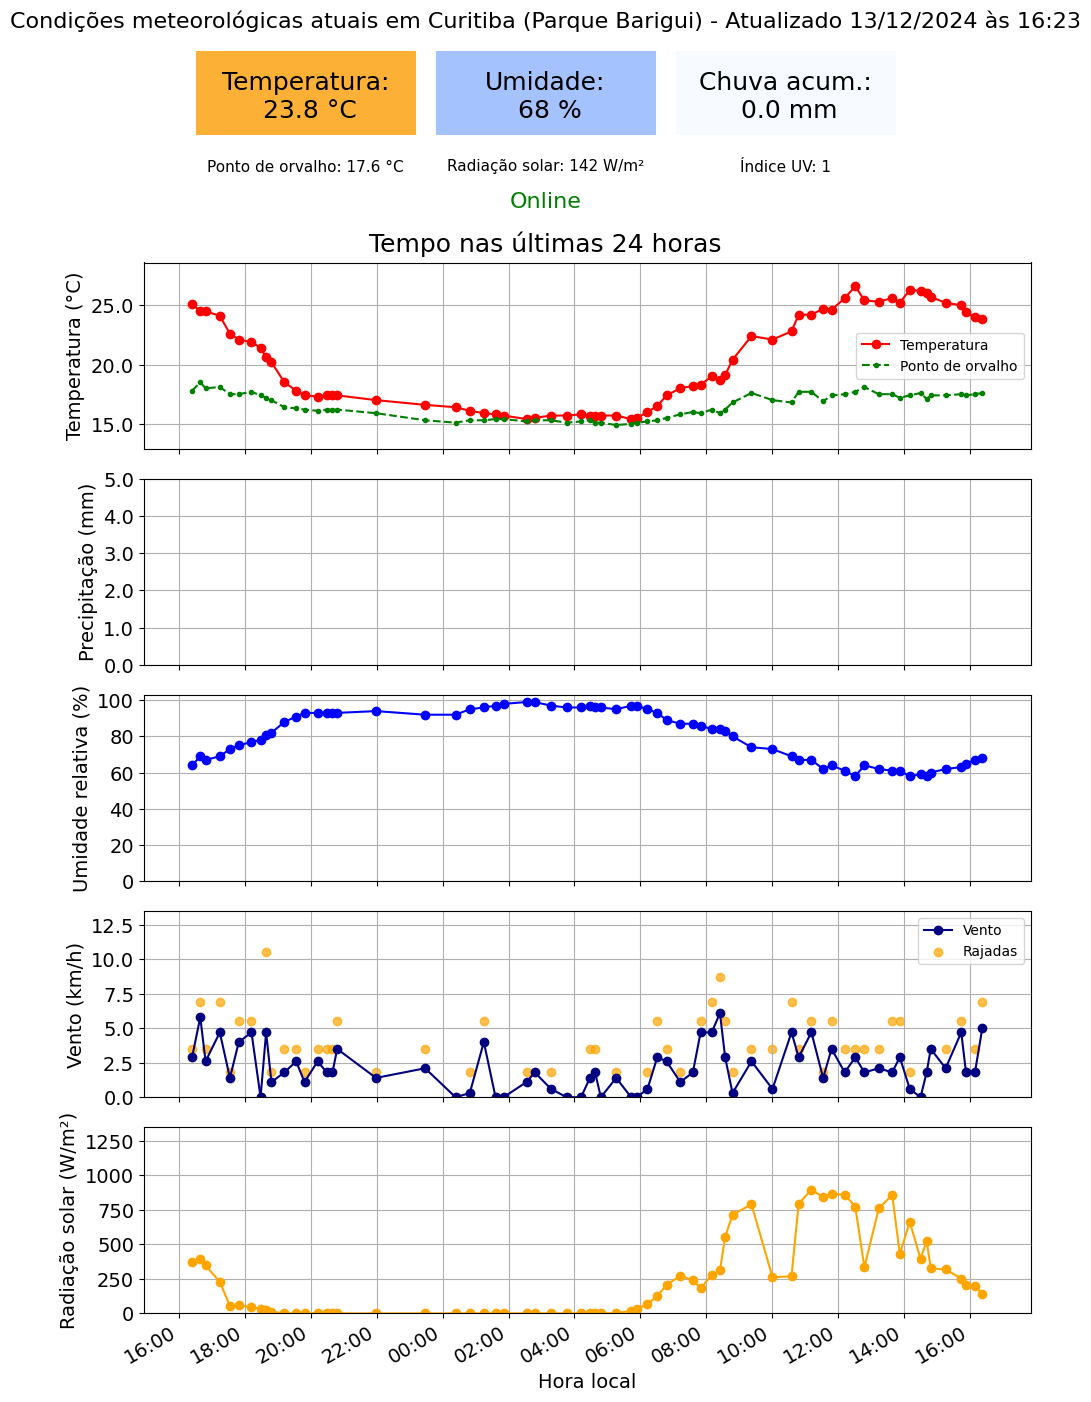 Condições meteorológicas atuais em Curitiba (Parque Barigui) - Atualizado 13/12/2024 às 16:23
Temperatura:
23.8 °C
Umidade:
68 %
Chuva acum.:
0.0 mm
Ponto de orvalho: 17.6 °C
Radiação solar: 142 W/m²
Índice UV: 1
Online
Tempo nas últimas 24 horas
Temperatura (°C)
25.0
20.0
15.0
Temperatura
Ponto de orvalho
Precipitação (mm)
5.0
4.0
3.0
2.0
1.0
0.0
Umidade relativa (%)
100
80
60
40
20
0
Vento (km/h)
12.5
10.0
7.5
5.0
2.5
0.0
Vento
Rajadas
Radiação solar (W/m²)
1250
1000
750
500
250
0
16:00
18:00
20:00
22:00
00:00
02:00
04:00
06:00
08:00
10:00
12:00
14:00
16:00
Hora local